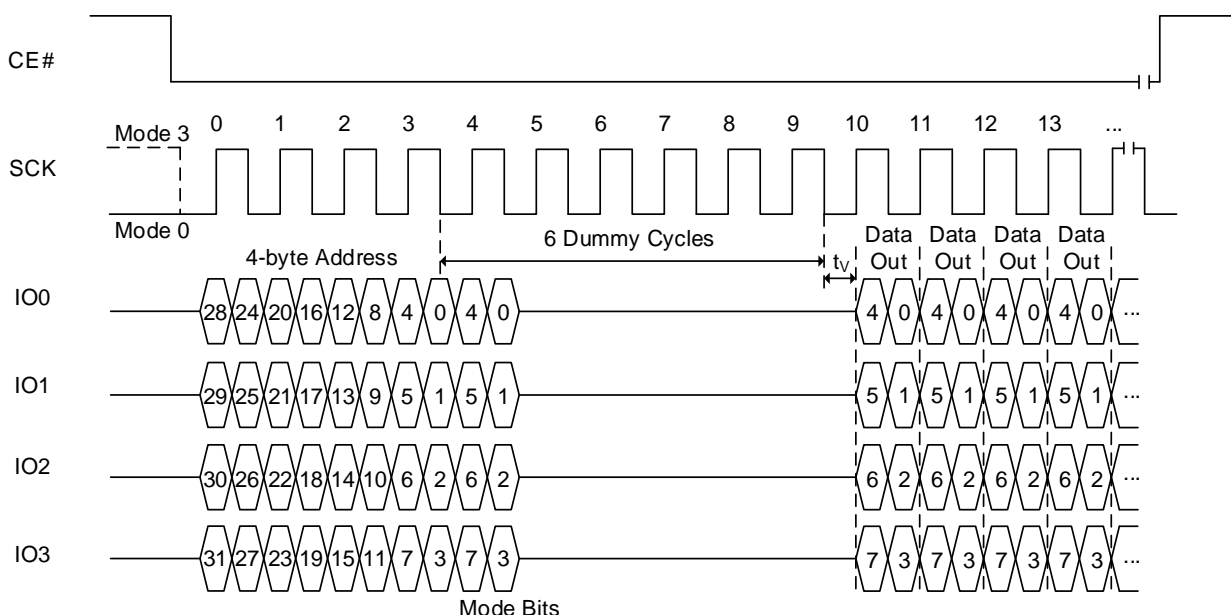 CE#
Mode 3
0 1 2 3 4 5 6 7 8 9 10 11 12 13 ...
SCK
Mode 0
4-byte Address
6 Dummy Cycles
tV
Data Out
Data Out
Data Out
Data Out
IO0
28 24 20 16 12 8 4 0 4 0 4 0 4 0 4 0 4 0 ...
IO1
29 25 21 17 13 9 5 1 5 1 5 1 5 1 5 1 5 1 ...
IO2
30 26 22 18 14 10 6 2 6 2 6 2 6 2 6 2 6 2 ...
IO3
31 27 23 19 15 11 7 3 7 3 7 3 7 3 7 3 7 3 ...
Mode Bits